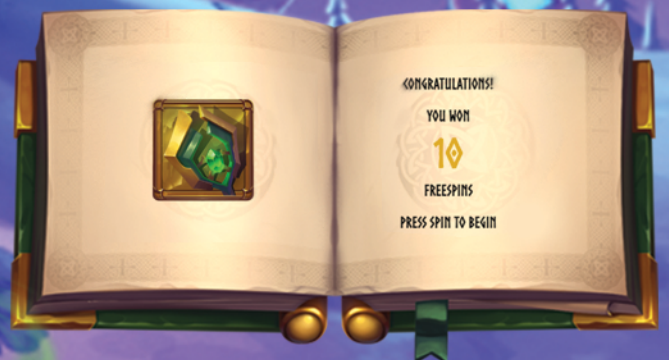 CONGRATULATIONS!
YOU WON
10
FREESPINS
PRESS SPIN TO BEGIN